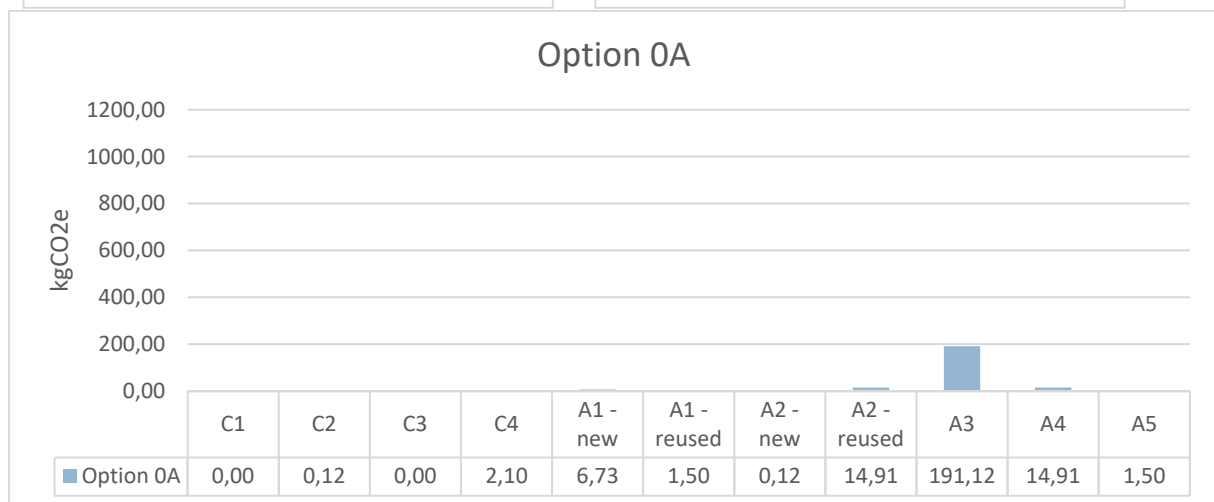 Option 0A
kgCO2e
1200,00
1000,00
800,00
600,00
400,00
200,00
0,00
C1 C2 C3 C4 A1 - new A1 - reused A2 - new A2 - reused A3 A4 A5
Option 0A 0,00 0,12 0,00 2,10 6,73 1,50 0,12 14,91 191,12 14,91 1,50